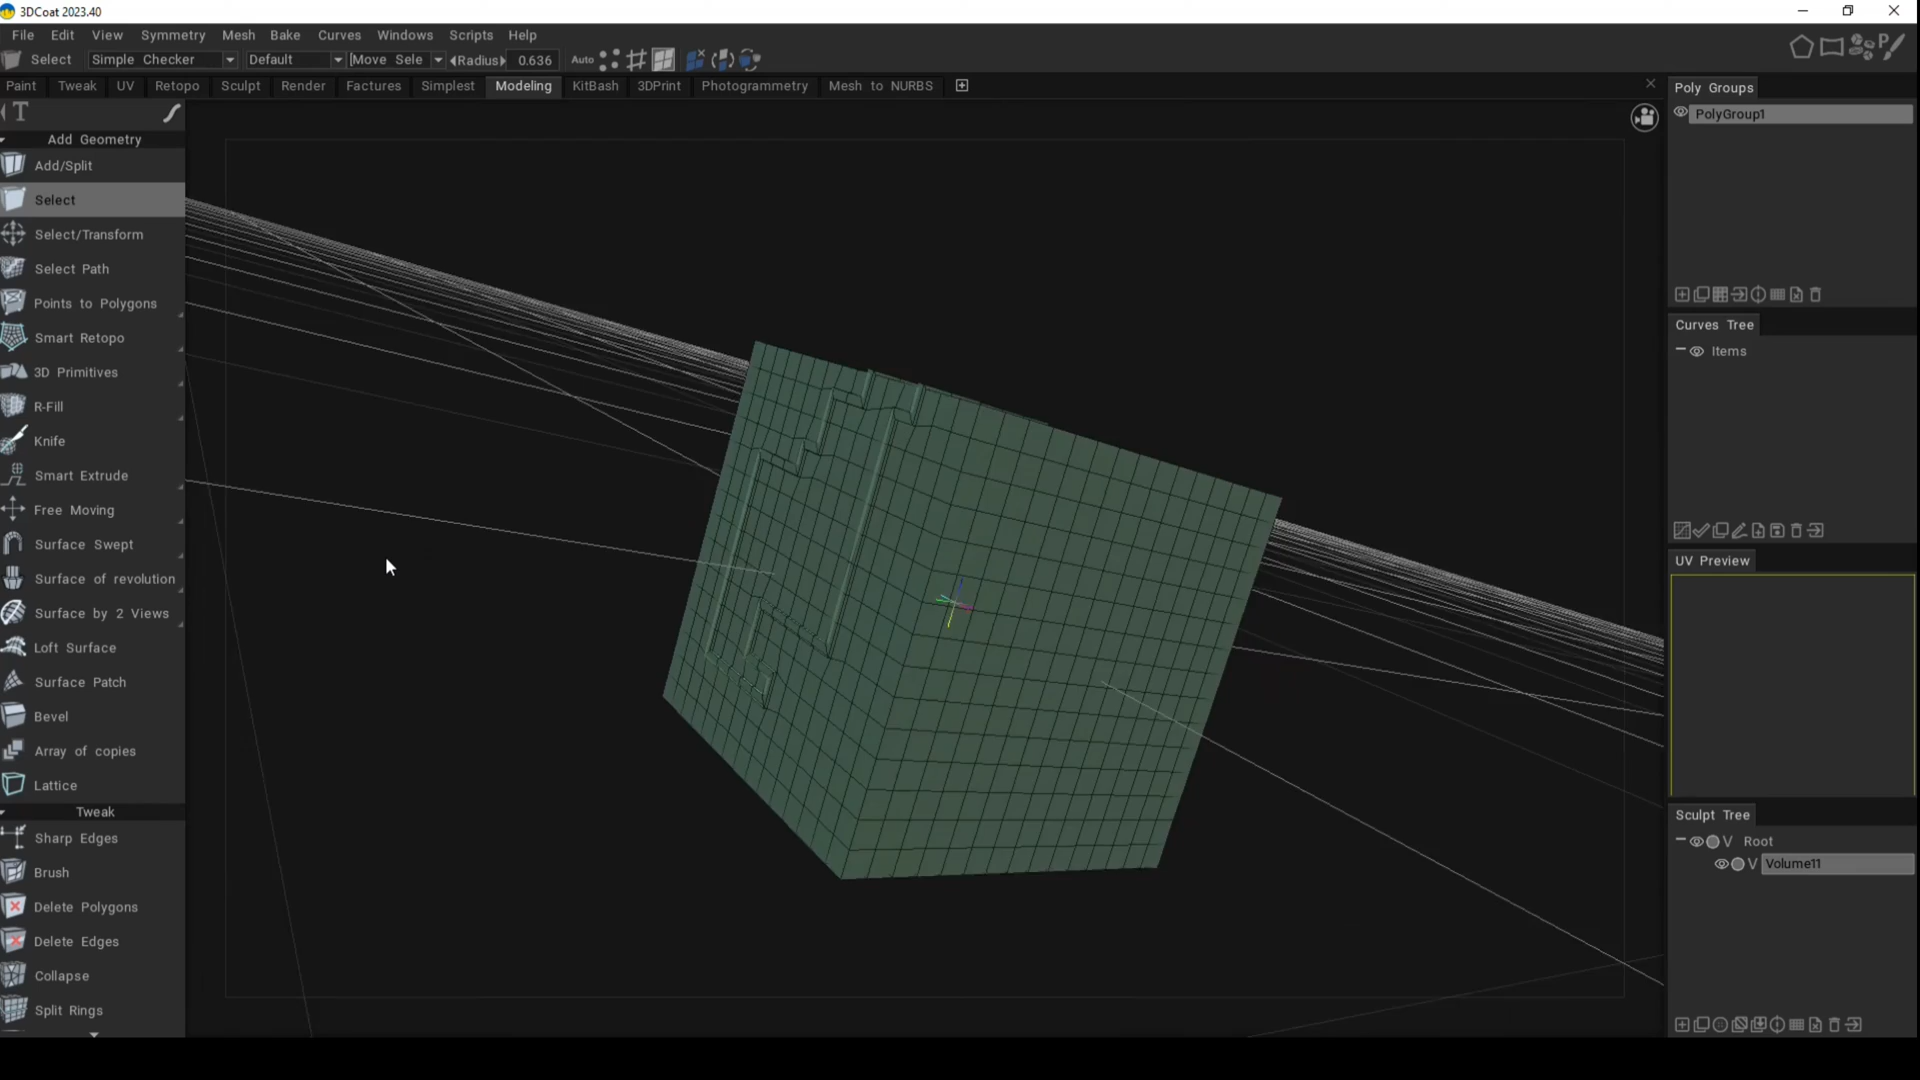 3DCoat 2023.40
File Edit View Symmetry Mesh Bake Curves Windows Scripts Help
Select Simple Checker Default [Move Sele Radius 0.636 Auto
Paint Tweak UV Retopo Sculpt Render Factures Simplest Modeling KitBash 3DPrint Photogrammetry Mesh to NURBS
T
Add Geometry
Add/Split
Select
Select/Transform
Select Path
Points to Polygons
Smart Retopo
3D Primitives
R-Fill
Knife
Smart Extrude
Free Moving
Surface Swept
Surface of revolution
Surface by 2 Views
Loft Surface
Surface Patch
Bevel
Array of copies
Lattice
Tweak
Sharp Edges
Brush
Delete Polygons
Delete Edges
Collapse
Split Rings
Poly Groups
PolyGroup1
Curves Tree
Items
UV Preview
Sculpt Tree
V Root
V Volume11